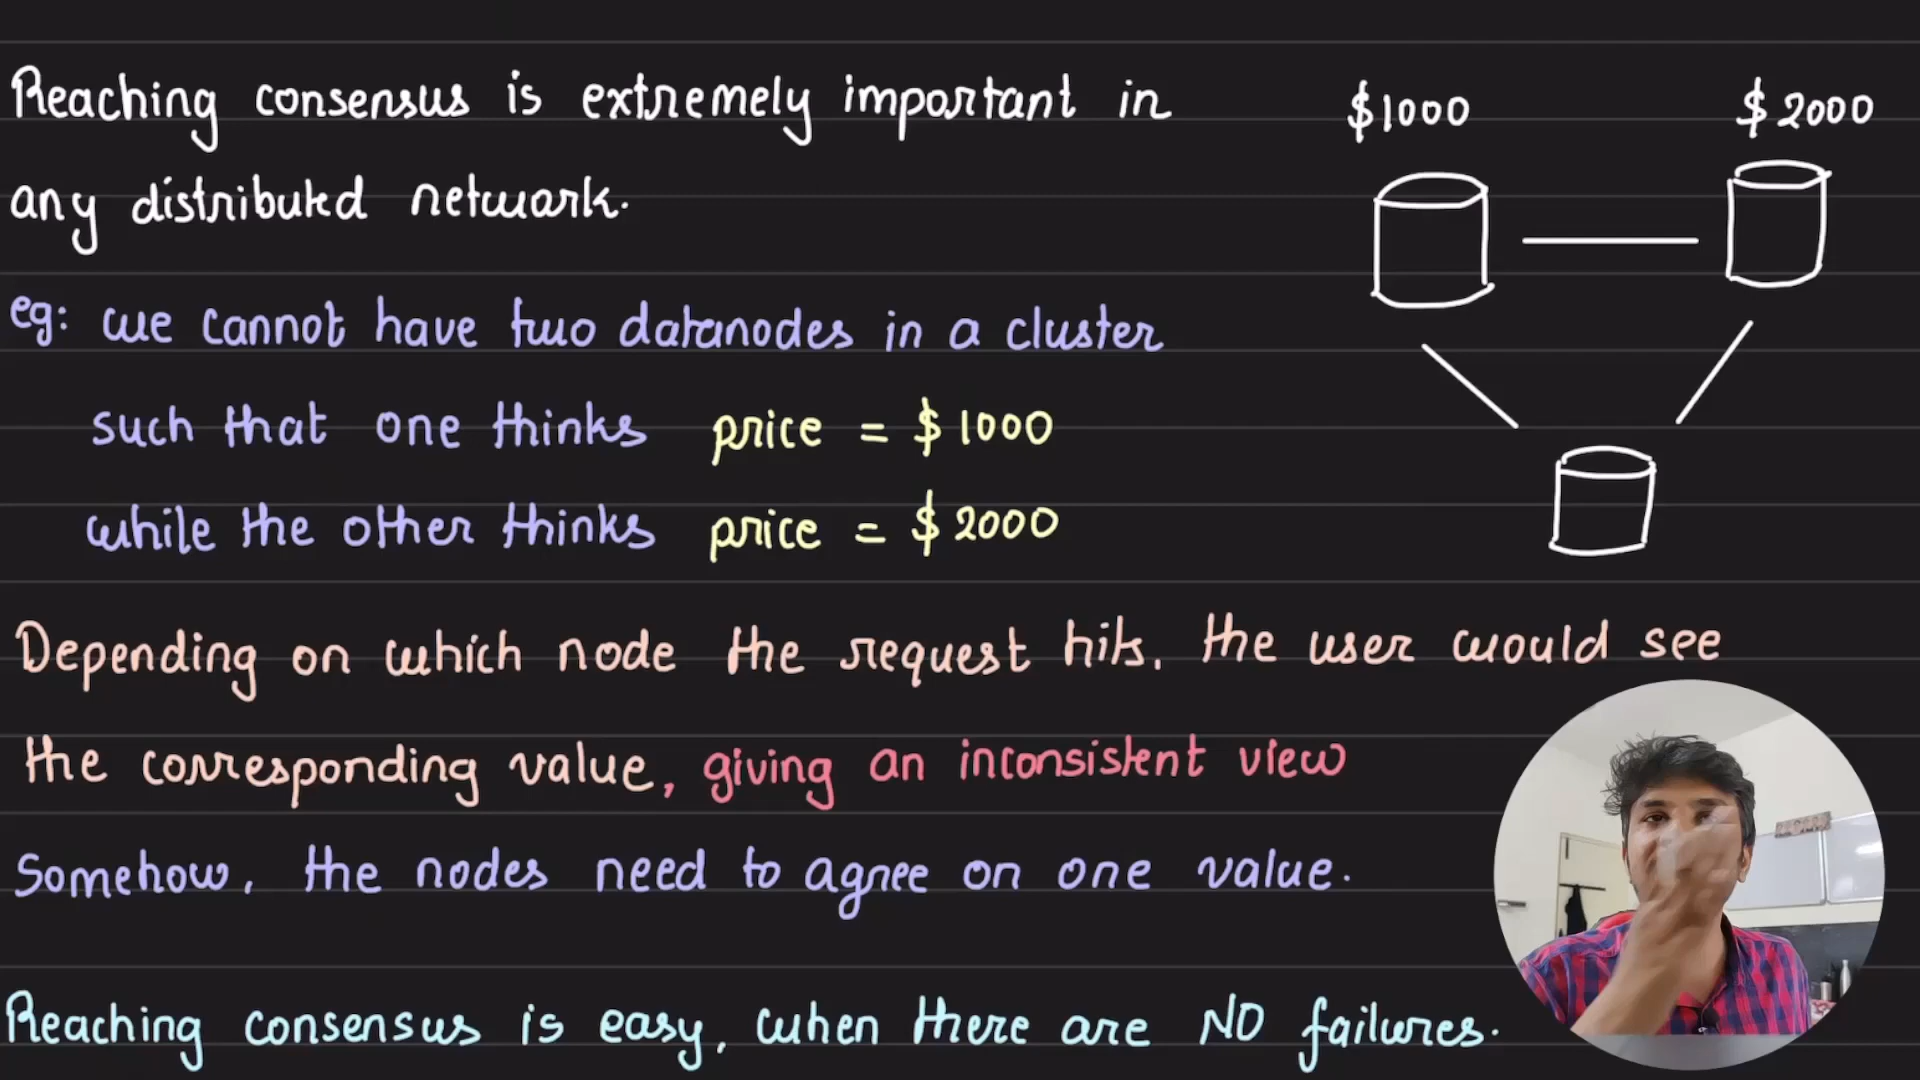 Reaching consensus is extremely important in
any distributed network.
$1000
$2000
eg: we cannot have two datanodes in a cluster
such that one thinks price = $1000
while the other thinks price = $2000
Depending on which node the request hits, the user would see
the corresponding value, giving an inconsistent view
Somehow, the nodes need to agree on one value.
Reaching consensus is easy, when there are NO failures.